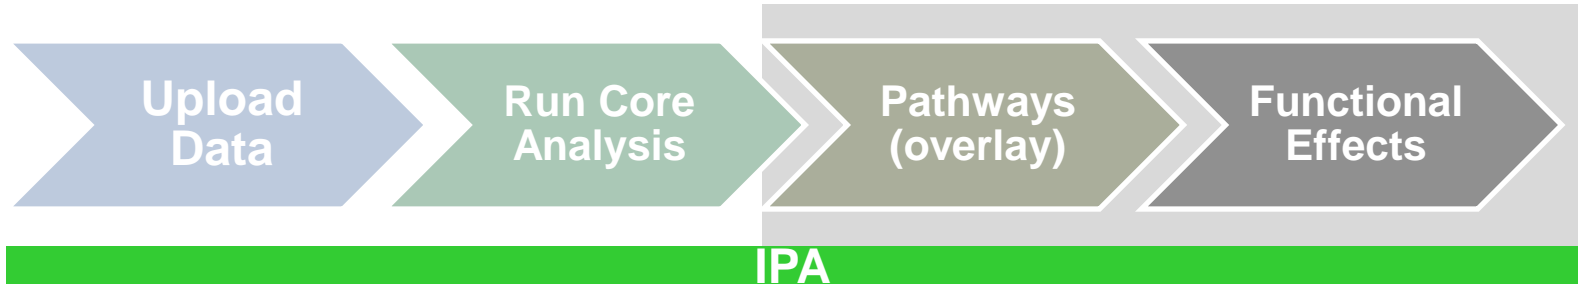 Upload
Data
Run Core
Analysis
Pathways
(overlay)
Functional
Effects
IPA